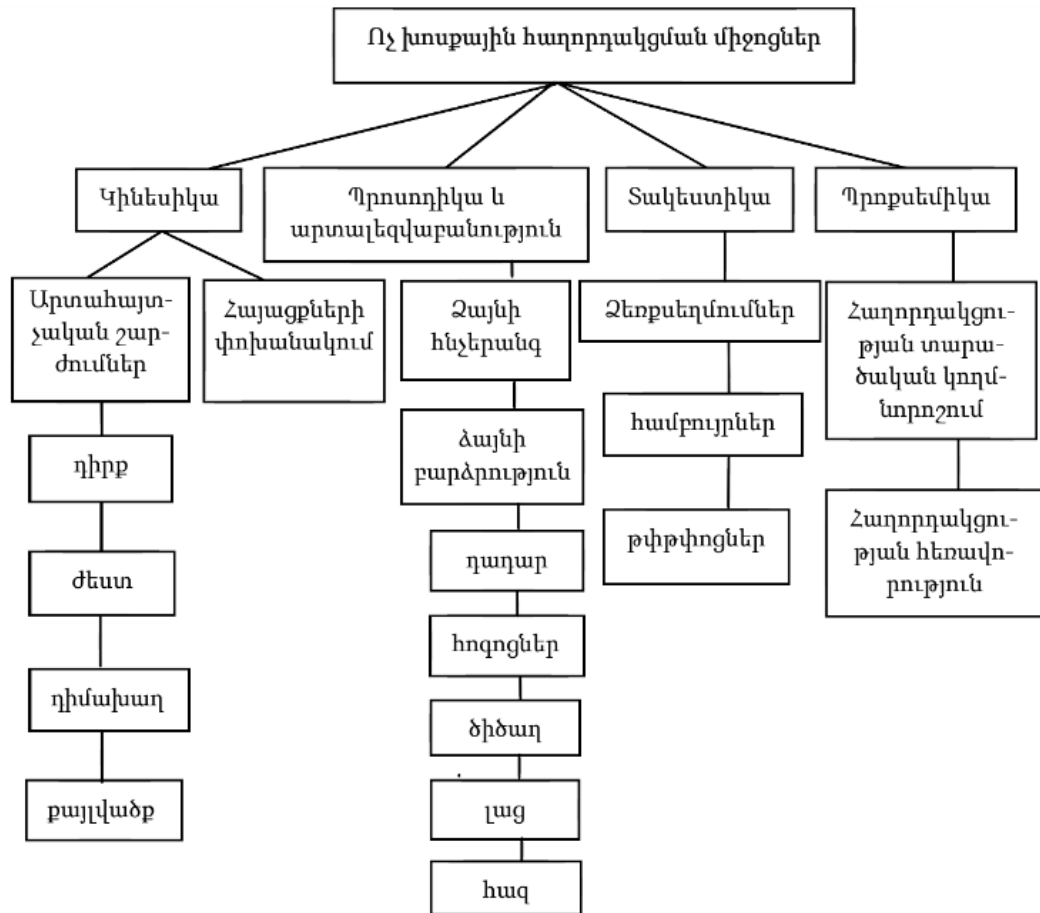 Ոչ խոսքային հաղորդակցման միջոցներ
Կինեսիկա
Պրոսոդիկա և
արտալեզվաբանություն
Տակեստիկա
Պրոքսեմիկա
Արտահայտ-
չական շար-
ժումներ
Հայացքների
փոխանակում
Ձայնի
հնչերանգ
Ձեռքսեղմումներ
Հաղորդակցու-
թյան տարա-
ծական կողմ-
նորոշում
դիրք
ձայնի
բարձրություն
համբույրներ
Հաղորդակցու-
թյան հեռավո-
րություն
ժեստ
դադար
թփթփոցներ
հոգոցներ
դիմախաղ
ծիծաղ
քայլվածք
լաց
հազ